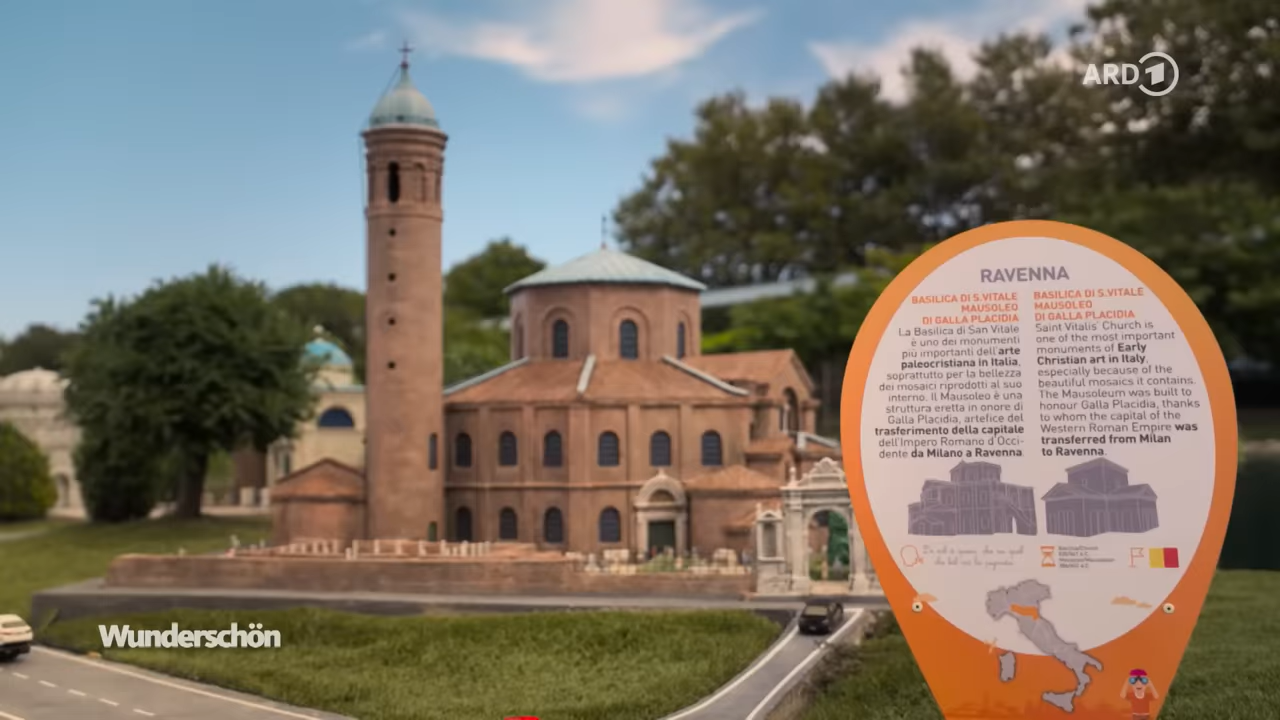 ARD 1
RAVENNA
BASILICA DI S.VITALE
MAUSOLEO
DI GALLA PLACIDIA
La Basilica di San Vitale
è uno dei monumenti
più importanti dell'arte
paleocristiana in Italia,
soprattutto per la bellezza
dei mosaici riprodotti al suo
interno. Il Mausoleo è una
struttura eretta in onore di
Galla Placidia, artefice del
trasferimento della capitale
dell'Impero Romano d'Occi-
dente da Milano a Ravenna.
BASILICA DI S.VITALE
MAUSOLEO
DI GALLA PLACIDIA
Saint Vitalis' Church is
one of the most important
monuments of Early
Christian art in Italy,
especially because of the
beautiful mosaics it contains.
The Mausoleum was built to
honour Galla Placidia, thanks
to whom the capital of the
Western Roman Empire was
transferred from Milan
to Ravenna.
Wunderschön